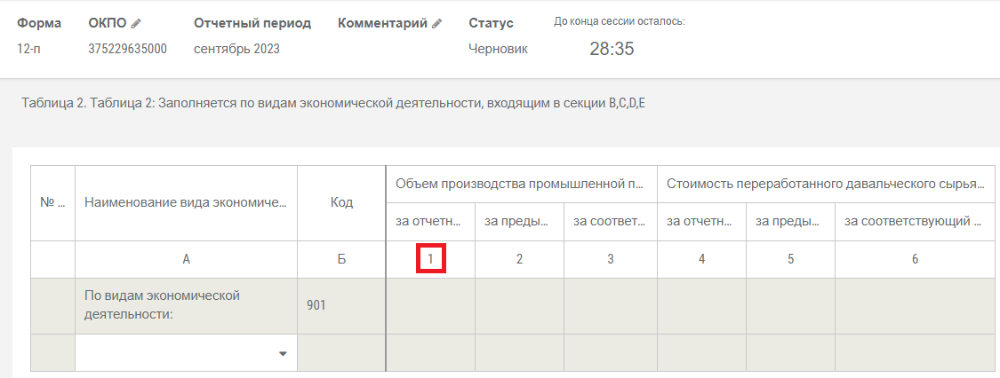 Форма ОКПО Отчетный период Комментарий Статус До конца сессии осталось:
12-п 375229635000 сентябрь 2023 Черновик 28:35
Таблица 2. Таблица 2: Заполняется по видам экономической деятельности, входящим в секции B,C,D,E
№ ... Наименование вида экономиче... Код Объем производства промышленной п... Стоимость переработанного давальческого сырья...
за отчетн... за преды... за соответ... за отчетн... за преды... за соответствующий ...
А Б 1 2 3 4 5 6
По видам экономической
деятельности:
901